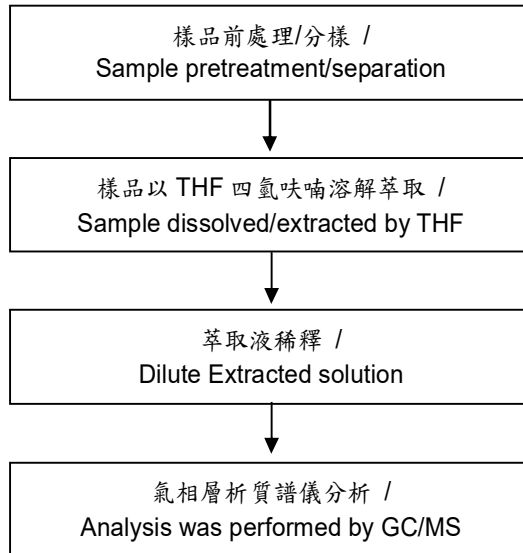 樣品前處理/分樣 /
Sample pretreatment/separation
樣品以 THF 四氫呋喃溶解萃取 /
Sample dissolved/extracted by THF
萃取液稀釋 /
Dilute Extracted solution
氣相層析質譜儀分析 /
Analysis was performed by GC/MS